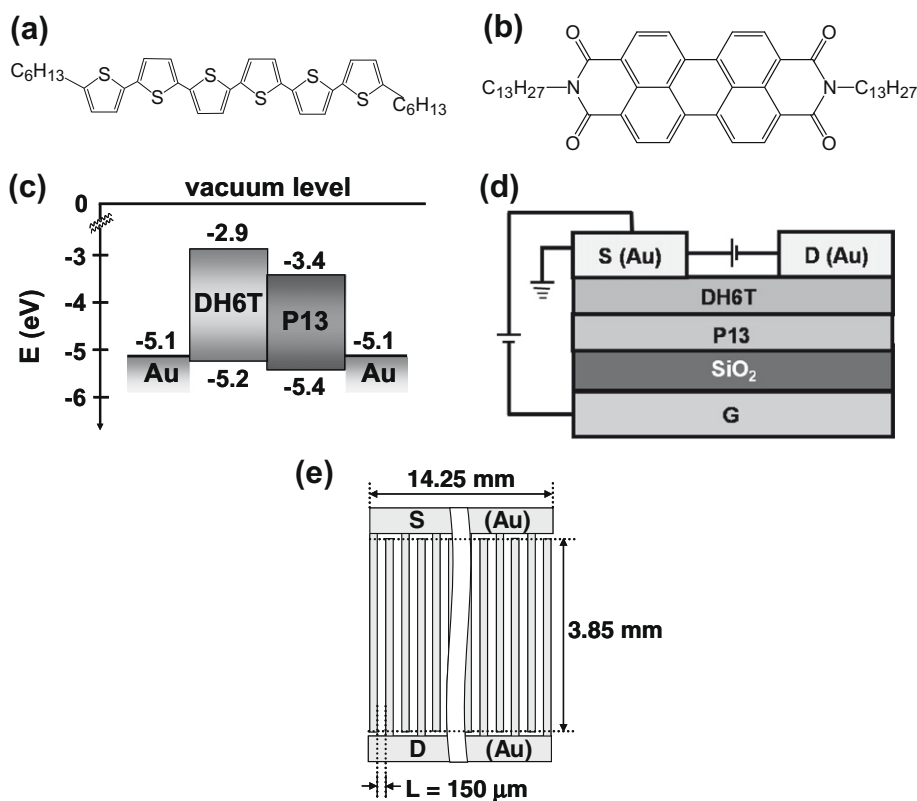 (a)
C6H13
S S S S S S
C6H13
(b)
O O
C13H27 N N C13H27
O O
(c)
vacuum level
0
-3
-4
-5
-6
E (eV)
-2.9
-3.4
DH6T
P13
-5.1
-5.1
Au
Au
-5.2
-5.4
(d)
S (Au)
D (Au)
DH6T
P13
SiO2
G
(e)
14.25 mm
S (Au)
3.85 mm
D (Au)
L = 150 µm